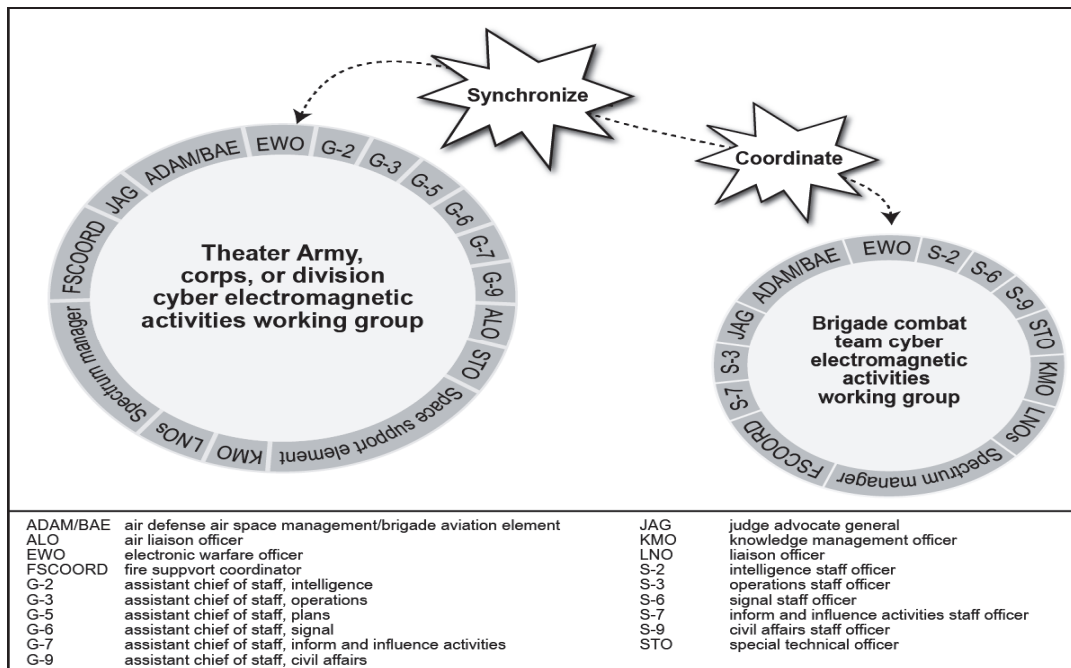 Synchronize
Coordinate
EWO
G-2
G-3
G-5
G-6
G-7
G-9
ALO
STO
Space support element
KMO
LNOs
Spectrum manager
FSCOORD
JAG
ADAM/BAE
Theater Army,
corps, or division
cyber electromagnetic
activities working group
EWO
S-2
S-6
S-9
STO
KMO
LNOs
Spectrum manager
FSCOORD
S-7
S-3
JAG
ADAM/BAE
Brigade combat
team cyber
electromagnetic
activities
working group
ADAM/BAE air defense air space management/brigade aviation element
ALO air liaison officer
EWO electronic warfare officer
FSCOORD fire suppvort coordinator
G-2 assistant chief of staff, intelligence
G-3 assistant chief of staff, operations
G-5 assistant chief of staff, plans
G-6 assistant chief of staff, signal
G-7 assistant chief of staff, inform and influence activities
G-9 assistant chief of staff, civil affairs
JAG judge advocate general
KMO knowledge management officer
LNO liaison officer
S-2 intelligence staff officer
S-3 operations staff officer
S-6 signal staff officer
S-7 inform and influence activities staff officer
S-9 civil affairs staff officer
STO special technical officer